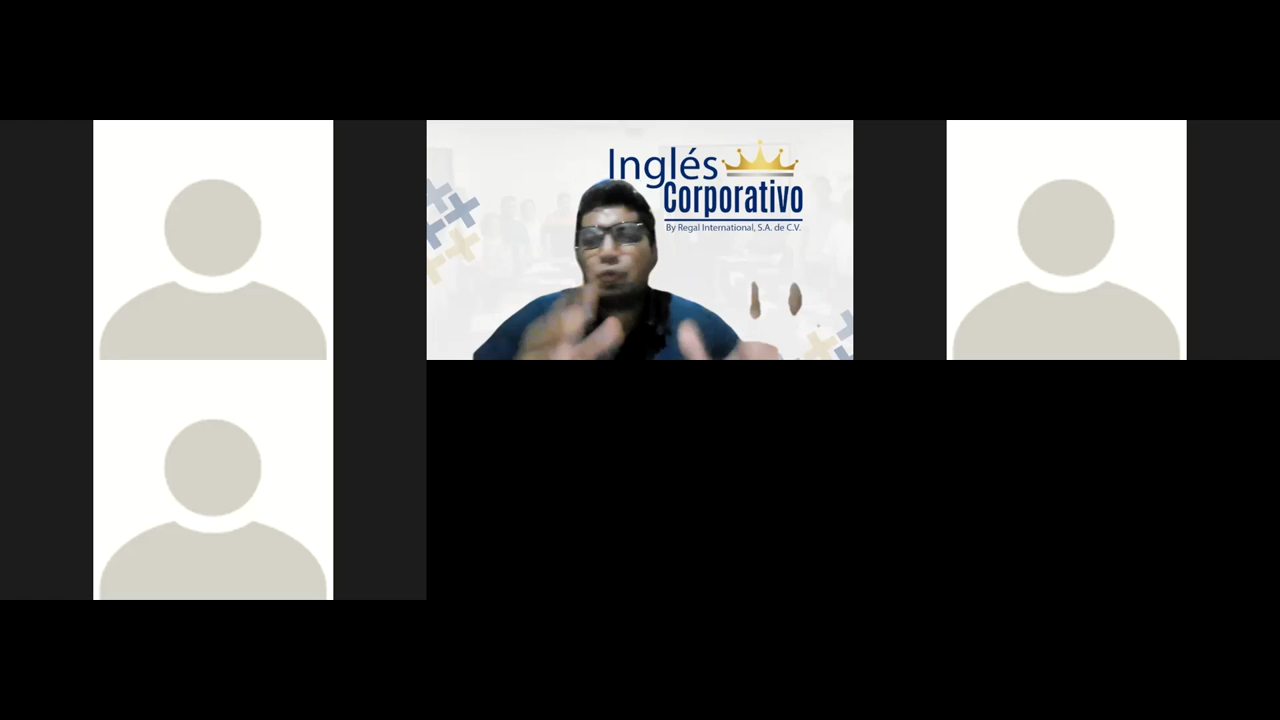 Inglés
Corporativo
By Regal International, S.A. de C.V.